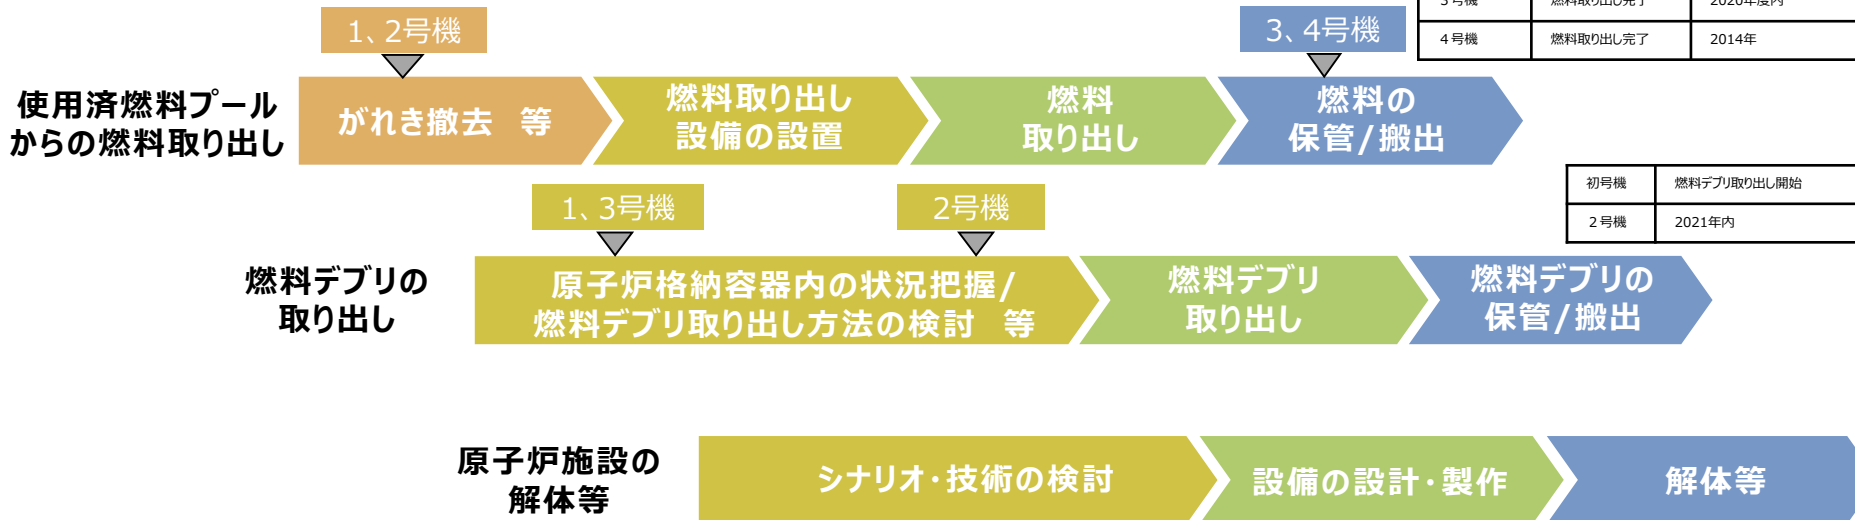 1、2号機
3、4号機
3号機 燃料取り出し完了 2020年度内
4号機 燃料取り出し完了 2014年
使用済燃料プール
からの燃料取り出し
がれき撤去 等
燃料取り出し
設備の設置
燃料
取り出し
燃料の
保管/搬出
初号機 燃料デブリ取り出し開始
2号機 2021年内
1、3号機
2号機
燃料デブリの
取り出し
原子炉格納容器内の状況把握/
燃料デブリ取り出し方法の検討 等
燃料デブリ
取り出し
燃料デブリの
保管/搬出
原子炉施設の
解体等
シナリオ・技術の検討
設備の設計・製作
解体等